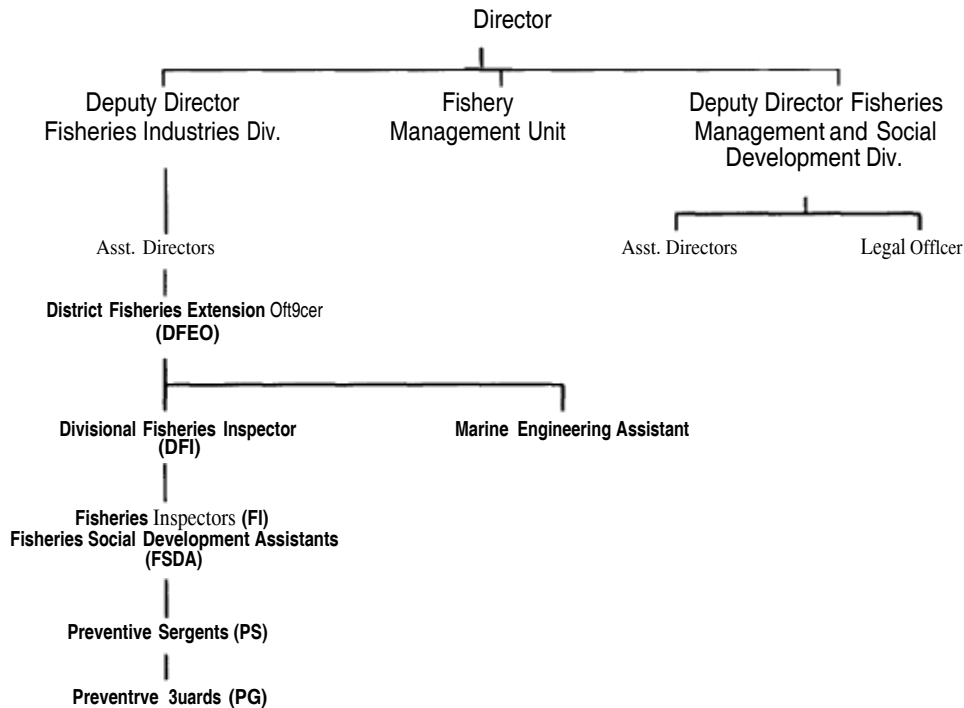 Director
Deputy Director
Fisheries Industries Div.
Fishery
Management Unit
Deputy Director Fisheries
Management and Social
Development Div.
Asst. Directors
Asst. Directors
Legal Offlcer
District Fisheries Extension Oft9cer
(DFEO)
Divisional Fisheries Inspector
(DFI)
Marine Engineering Assistant
Fisheries Inspectors (FI)
Fisheries Social Development Assistants
(FSDA)
Preventive Sergents (PS)
Preventrve 3uards (PG)